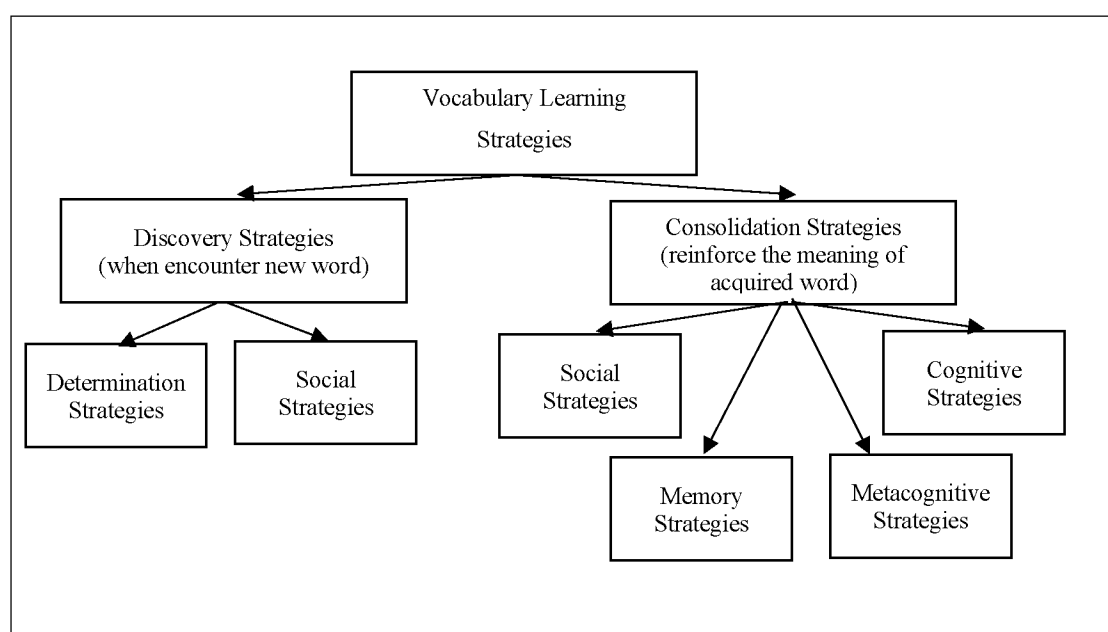 Vocabulary Learning
Strategies
Discovery Strategies
(when encounter new word)
Consolidation Strategies
(reinforce the meaning of
acquired word)
Determination
Strategies
Social
Strategies
Social
Strategies
Cognitive
Strategies
Memory
Strategies
Metacognitive
Strategies